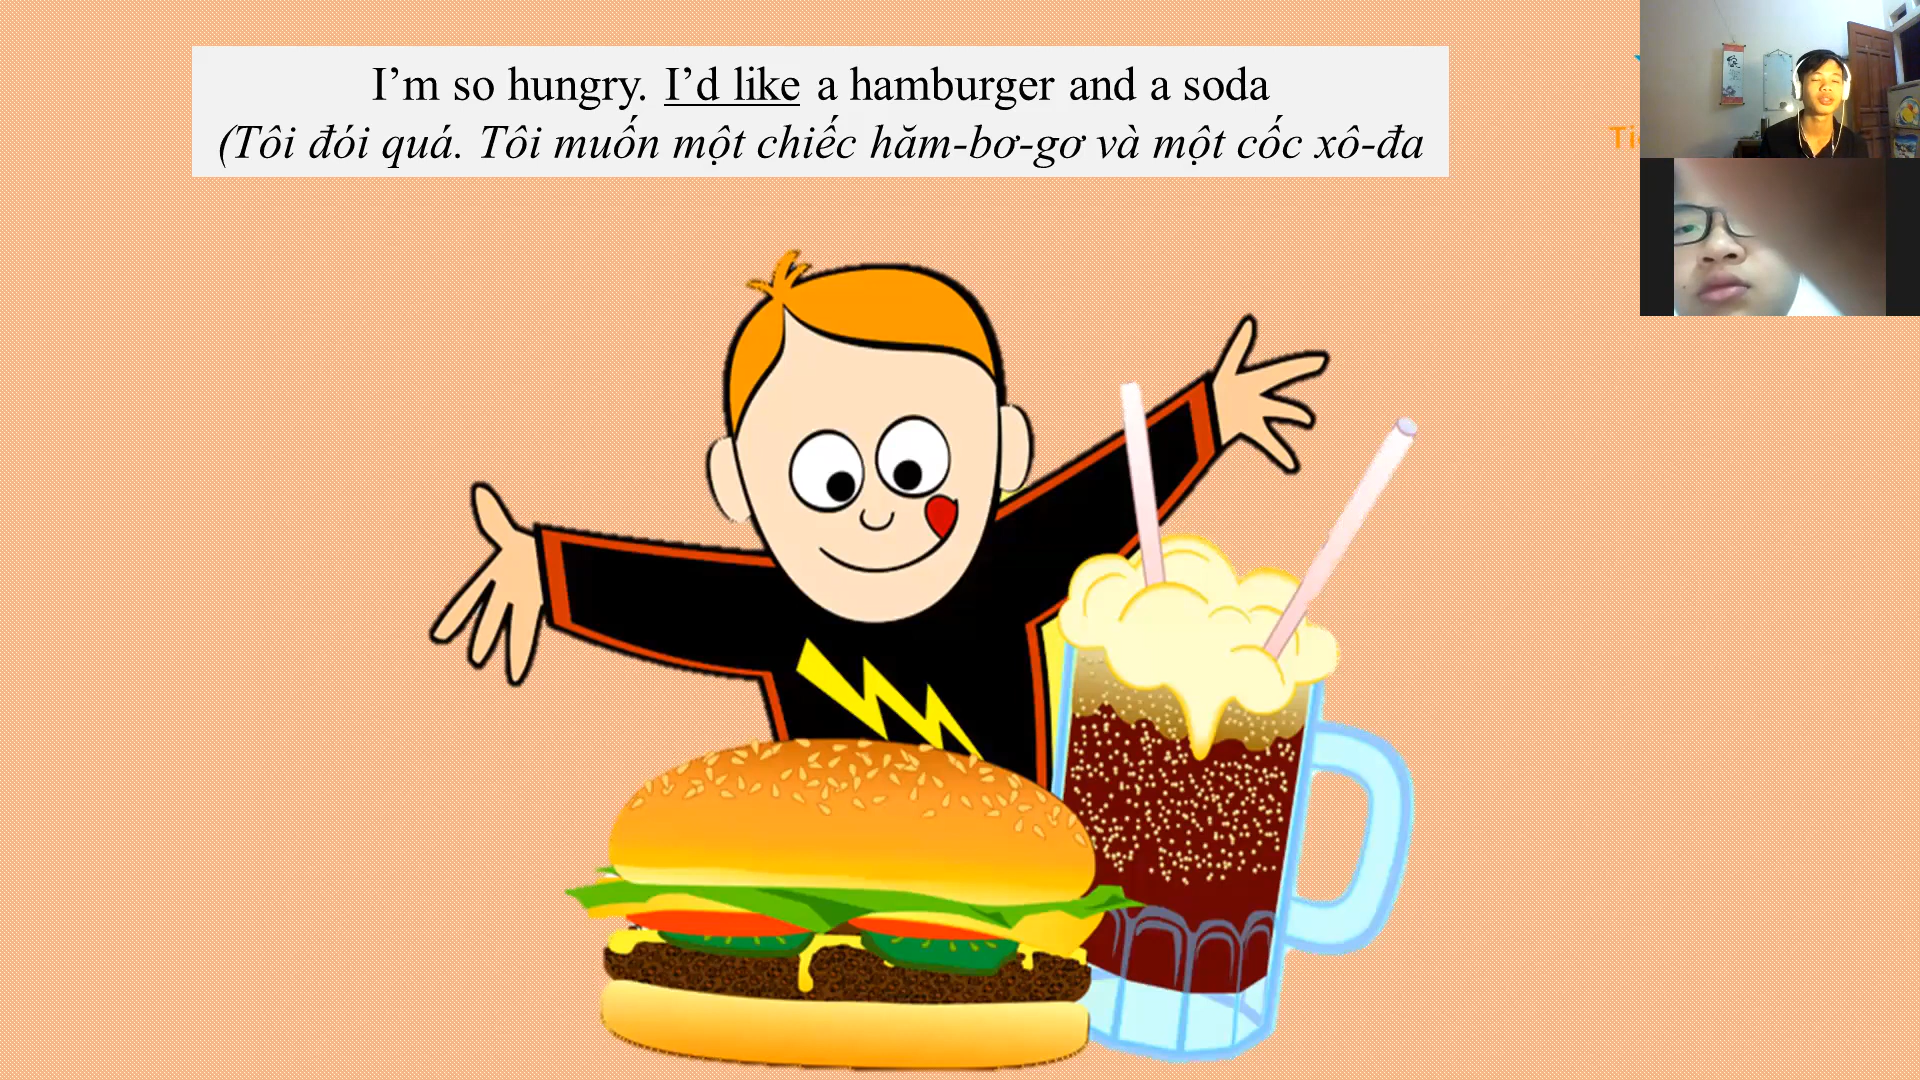 I’m so hungry. I’d like a hamburger and a soda
(Tôi đói quá. Tôi muốn một chiếc hăm-bơ-gơ và một cốc xô-đa